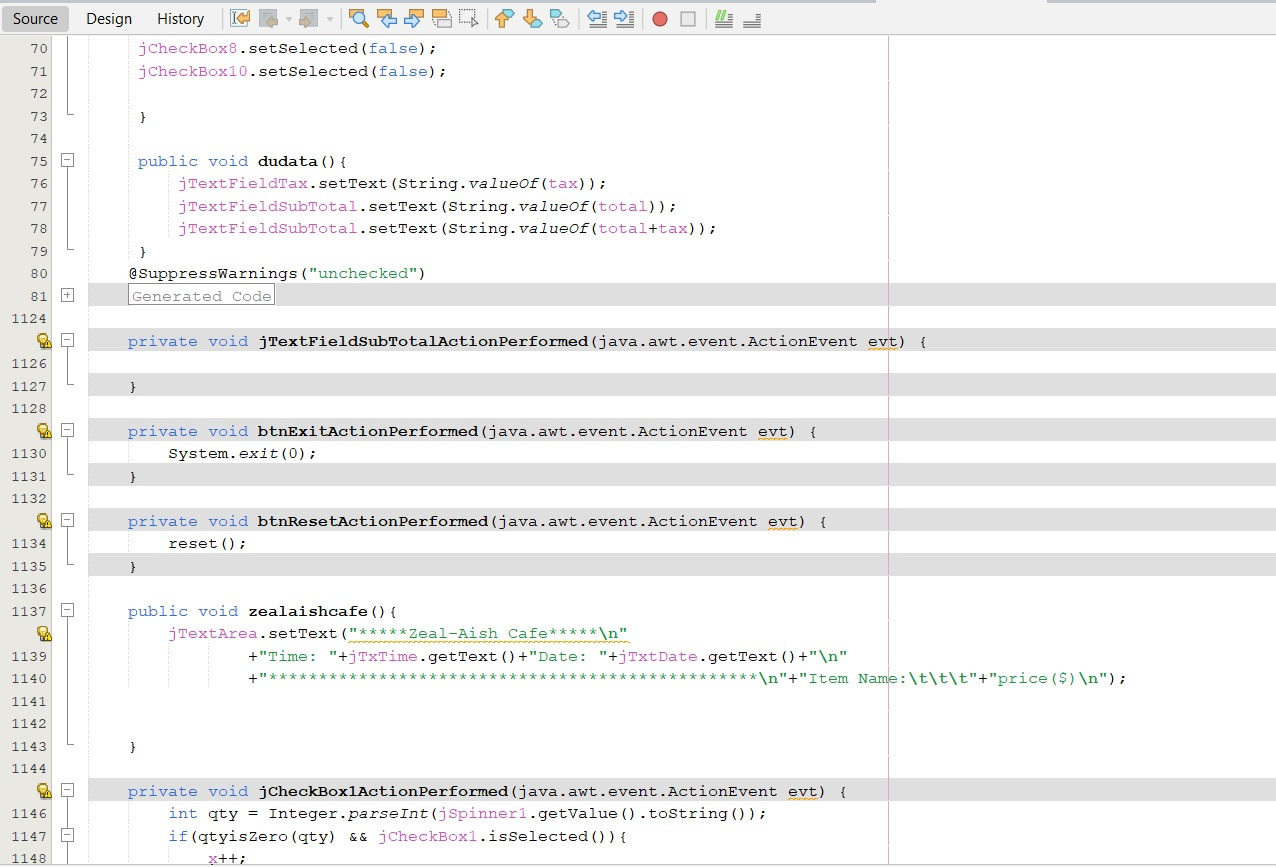 Source Design History
70 jCheckBox8.setSelected(false);
71 jCheckBox10.setSelected(false);
72
73 }
74
75 public void dudata(){
76 jTextFieldTax.setText(String.valueOf(tax));
77 jTextFieldSubTotal.setText(String.valueOf(total));
78 jTextFieldSubTotal.setText(String.valueOf(total+tax));
79 }
80 @SuppressWarnings("unchecked")
81 Generated Code
1124
private void jTextFieldSubTotalActionPerformed(java.awt.event.ActionEvent evt) {
1126
1127 }
1128
private void btnExitActionPerformed(java.awt.event.ActionEvent evt) {
1130 System.exit(0);
1131 }
1132
private void btnResetActionPerformed(java.awt.event.ActionEvent evt) {
1134 reset();
1135 }
1136
1137 public void zealaishcafe(){
jTextArea.setText("*****Zeal-Aish Cafe*****\n"
1139 +"Time: "+jTxTime.getText()+"Date: "+jTxtDate.getText()+"\n"
1140 +"*************************************************\n"+"Item Name:\t\t\t"+"price($)\n");
1141
1142
1143 }
1144
private void jCheckBox1ActionPerformed(java.awt.event.ActionEvent evt) {
1146 int qty = Integer.parseInt(jSpinner1.getValue().toString());
1147 if(qtyisZero(qty) && jCheckBox1.isSelected()){
1148 x++;